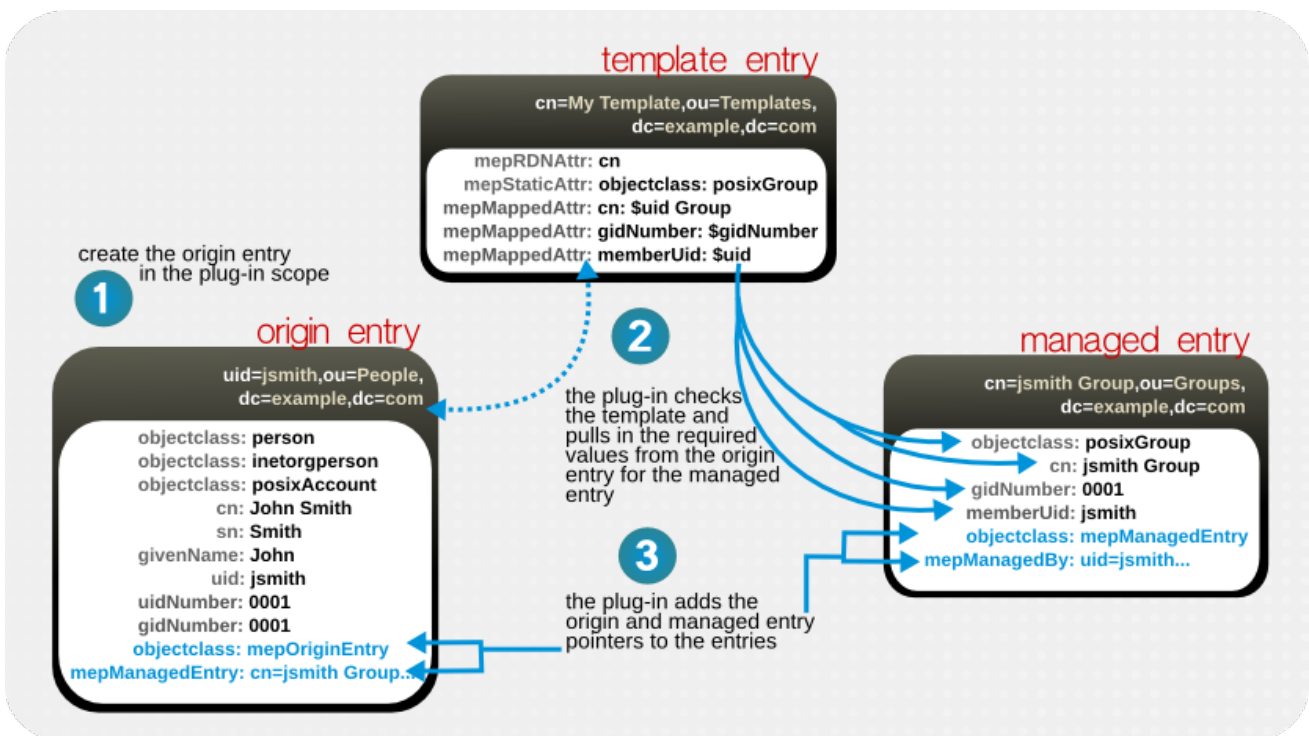 template entry
cn=My Template,ou=Templates,
dc=example,dc=com
mepRDNAttr: cn
mepStaticAttr: objectclass: posixGroup
mepMappedAttr: cn: $uid Group
mepMappedAttr: gidNumber: $gidNumber
mepMappedAttr: memberUid: $uid
create the origin entry
in the plug-in scope
1
origin entry
uid=jsmith,ou=People,
dc=example,dc=com
objectclass: person
objectclass: inetorgperson
objectclass: posixAccount
cn: John Smith
sn: Smith
givenName: John
uid: jsmith
uidNumber: 0001
gidNumber: 0001
objectclass: mepOriginEntry
mepManagedEntry: cn=jsmith Group...
2
the plug-in checks
the template and
pulls in the required
values from the origin
entry for the managed
entry
3
the plug-in adds the
origin and managed entry
pointers to the entries
managed entry
cn=jsmith Group,ou=Groups,
dc=example,dc=com
objectclass: posixGroup
cn: jsmith Group
gidNumber: 0001
memberUid: jsmith
objectclass: mepManagedEntry
mepManagedBy: uid=jsmith...